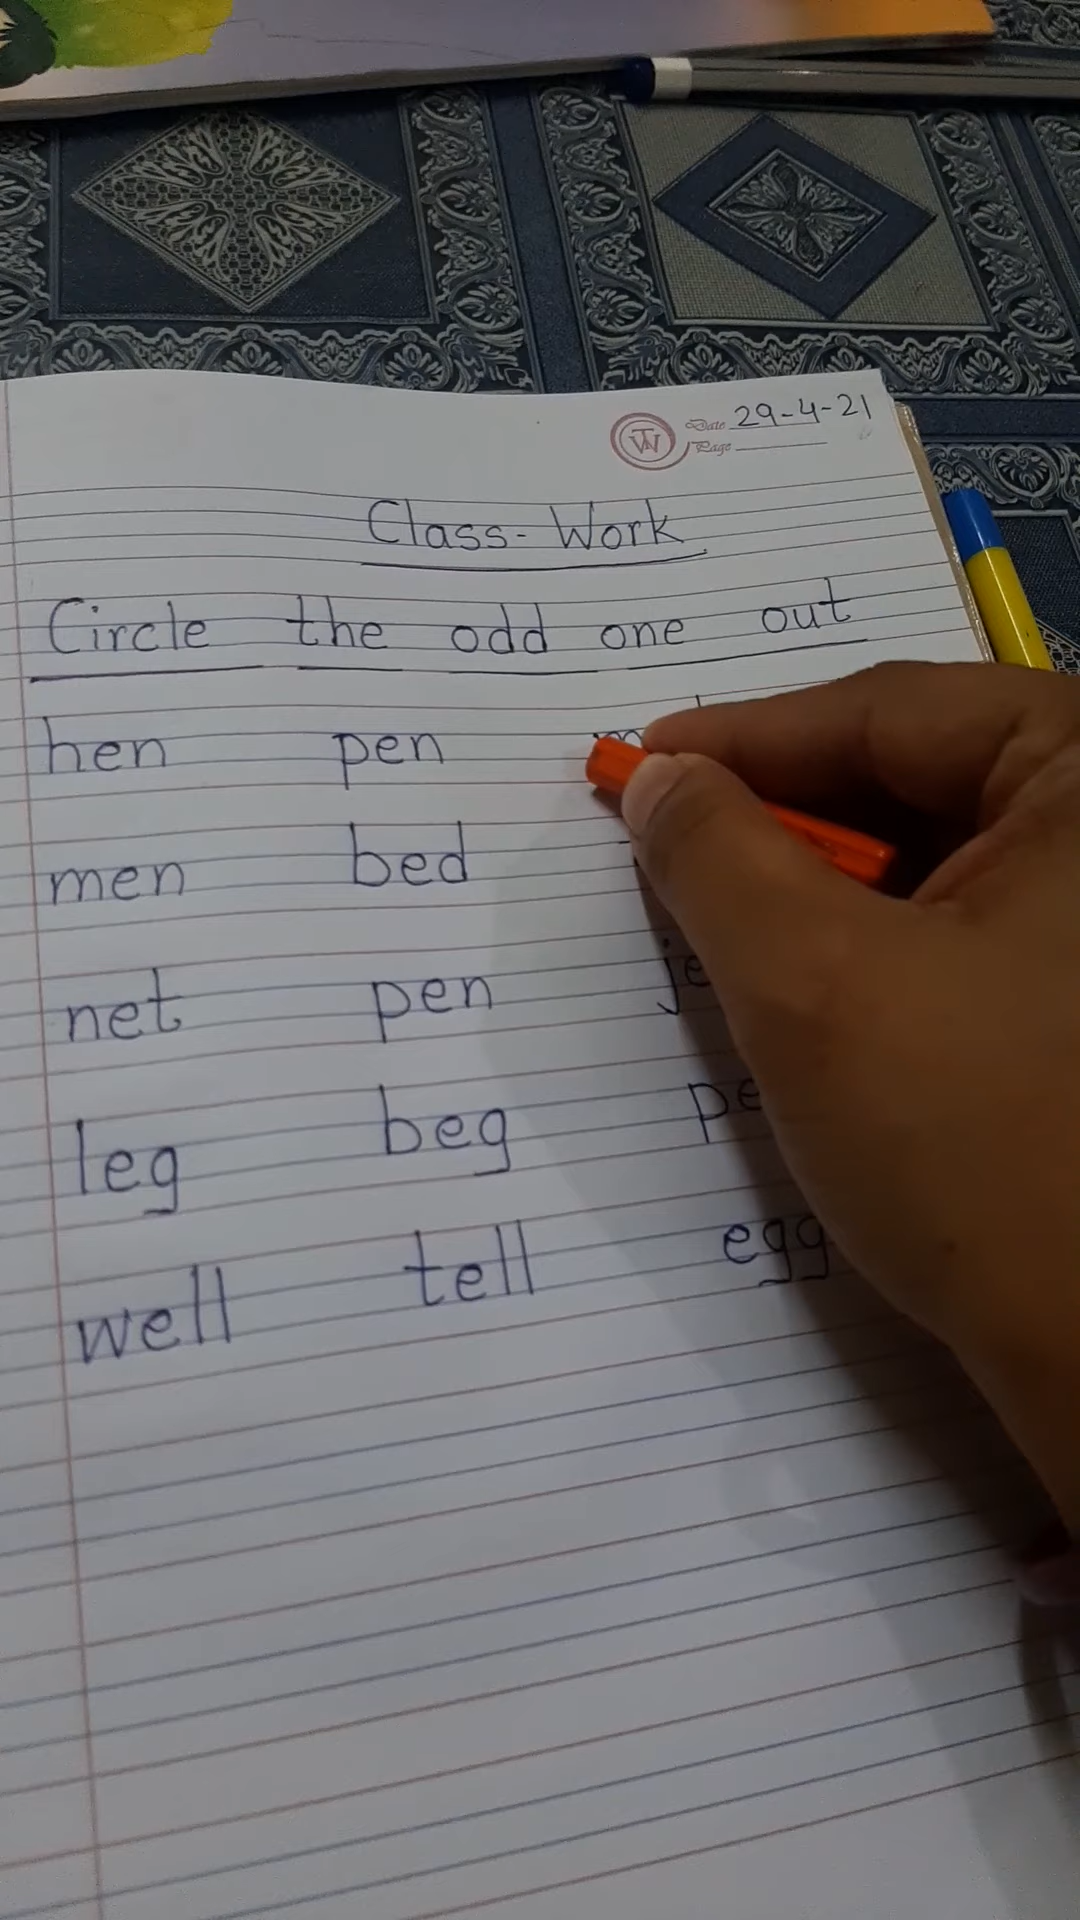 Date 29-4-21
Page
Class-Work
Circle the odd one out
hen pen
men bed
net pen
leg beg
well tell egg